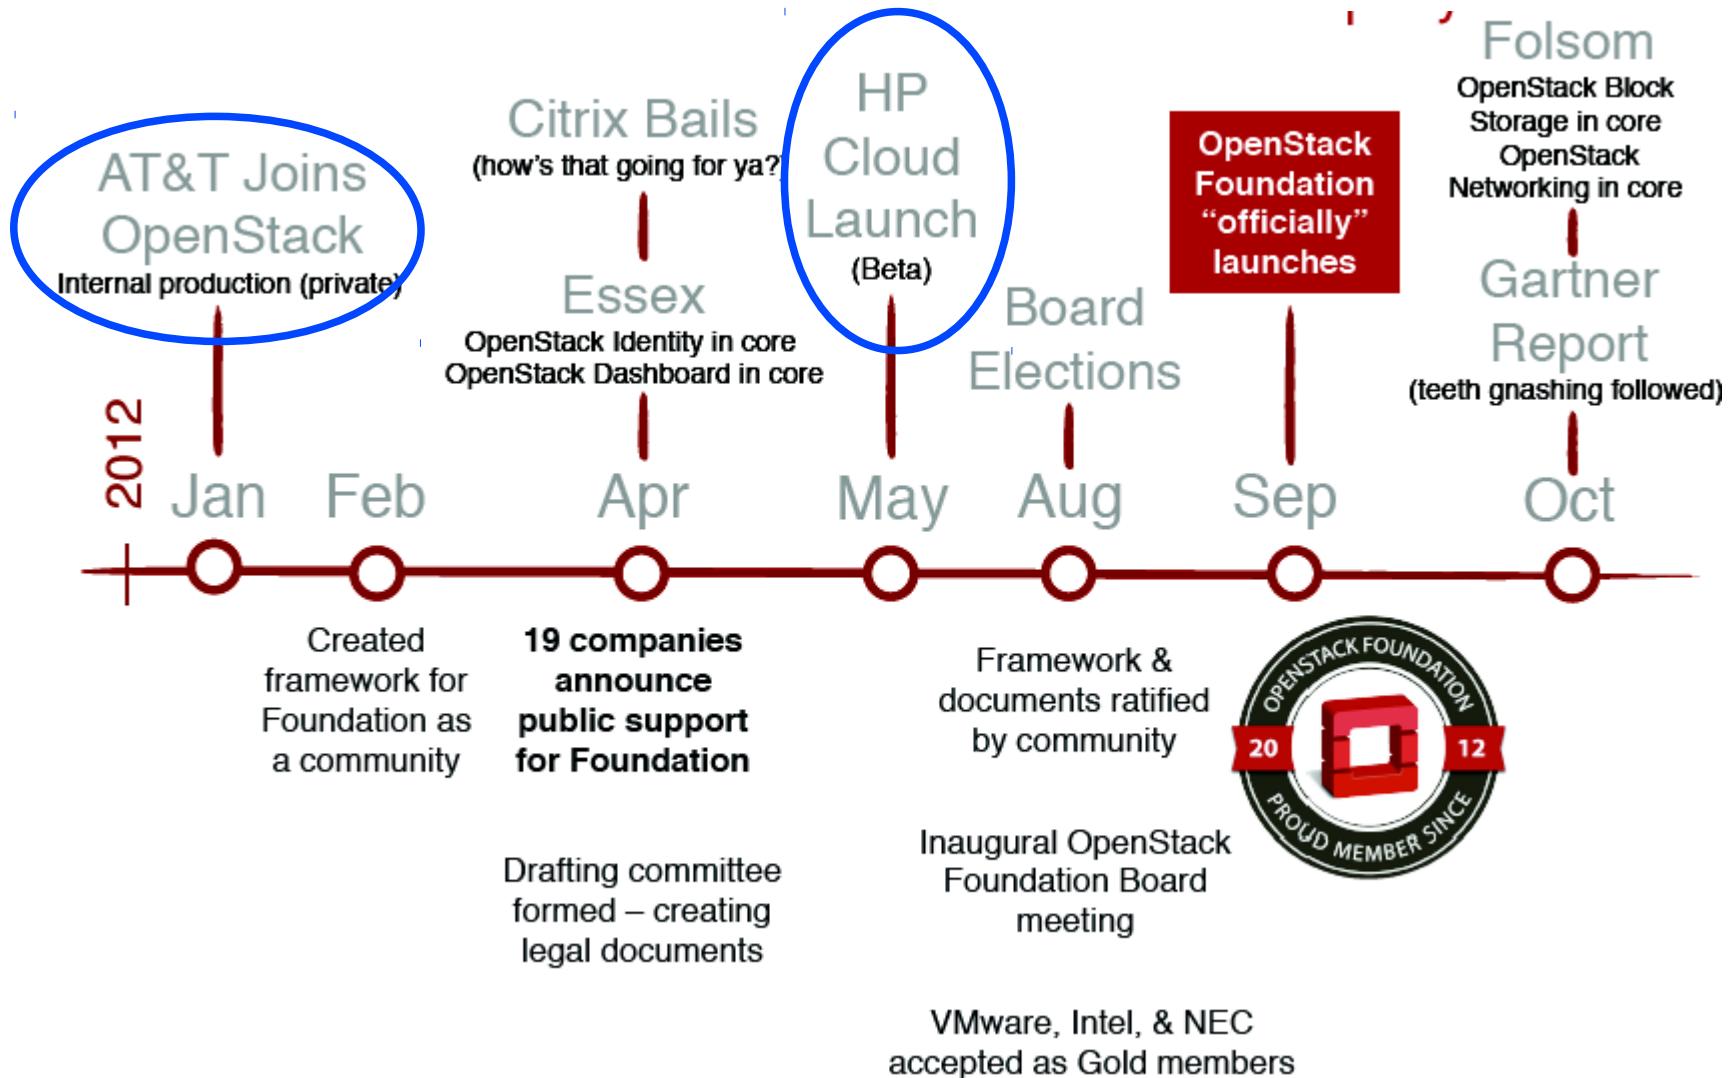 AT&T Joins
OpenStack
Internal production (private)
Citrix Bails
(how's that going for ya?)
Essex
OpenStack Identity in core
OpenStack Dashboard in core
HP
Cloud
Launch
(Beta)
Board
Elections
OpenStack
Foundation
“officially”
launches
Folsom
OpenStack Block
Storage in core
OpenStack
Networking in core
Gartner
Report
(teeth gnashing followed)
2012
Jan
Feb
Apr
May
Aug
Sep
Oct
Created
framework for
Foundation as
a community
19 companies
announce
public support
for Foundation
Drafting committee
formed – creating
legal documents
Framework &
documents ratified
by community
Inaugural OpenStack
Foundation Board
meeting
VMware, Intel, & NEC
accepted as Gold members
OPENSTACK FOUNDATION
20 12
PROUD MEMBER SINCE